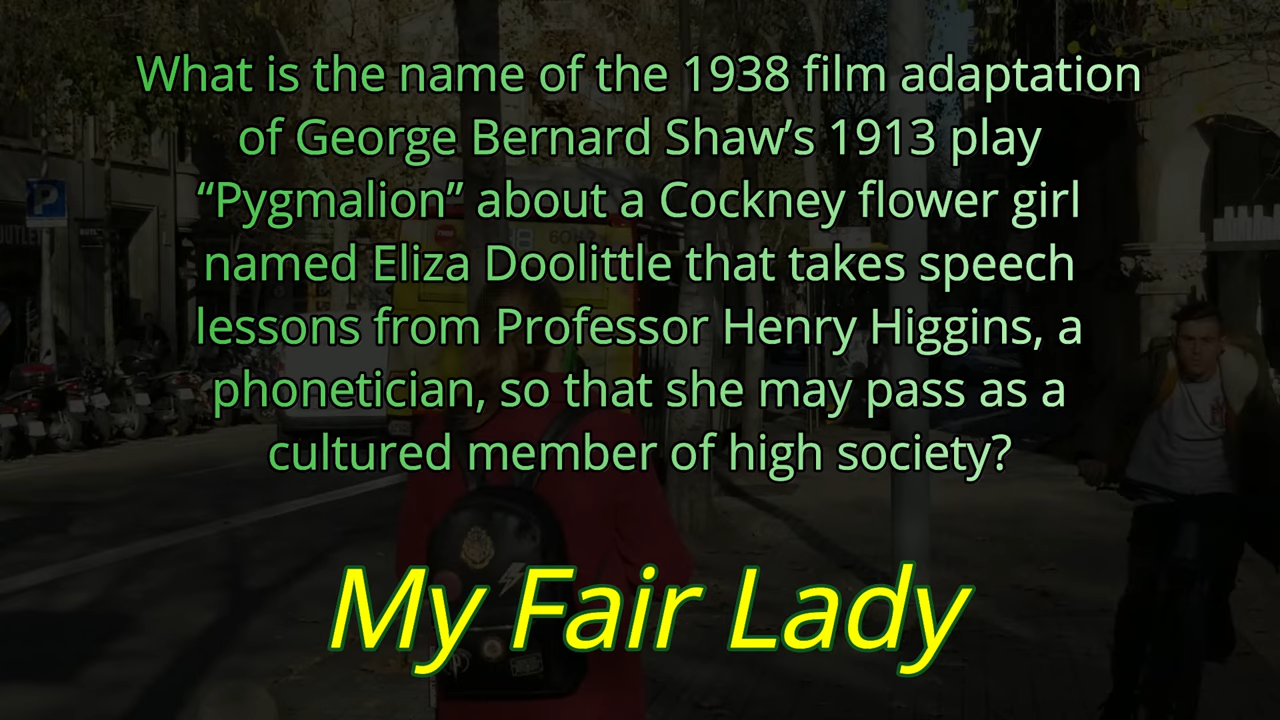 What is the name of the 1938 film adaptation
of George Bernard Shaw’s 1913 play
“Pygmalion” about a Cockney flower girl
named Eliza Doolittle that takes speech
lessons from Professor Henry Higgins, a
phonetician, so that she may pass as a
cultured member of high society?
My Fair Lady